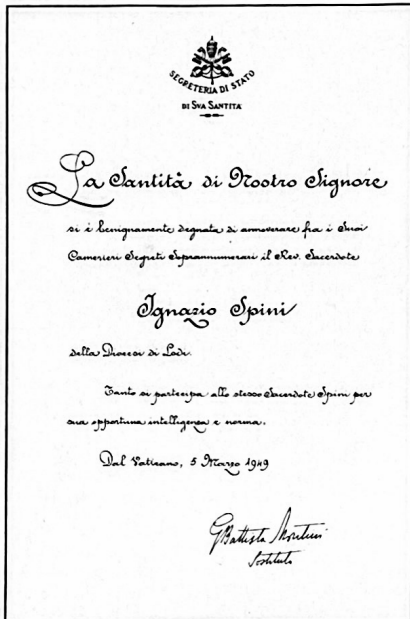 SEGRETERIA DI STATO
DI SVA SANTITÀ
La Santità di Nostro Signore
si è benignamente degnata di annoverare fra i Suoi
Camerieri Segreti Soprannumerari il Rev. Sacerdote
Ignazio Spini
della Diocesi di Lodi.
Tanto si partecipa allo stesso Sacerdote Spini per
sua opportuna intelligenza e norma.
Dal Vaticano, 5 Marzo 1949
GBattista Montini
Sostituto